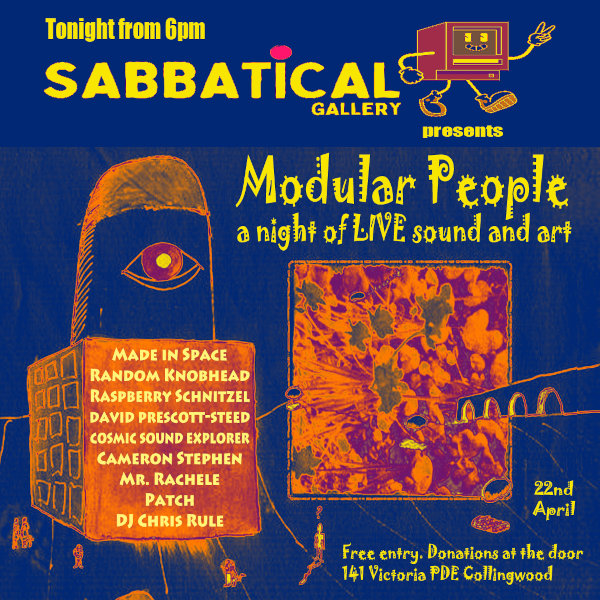 Tonight from 6pm
SABBATICAL
GALLERY
presents
Modular People
a night of LIVE sound and art
Made in Space
Random Knobhead
Raspberry Schnitzel
david prescott-steed
cosmic sound explorer
Cameron Stephen
Mr. Rachele
Patch
DJ Chris Rule
22nd
April
Free entry. Donations at the door
141 Victoria PDE Collingwood